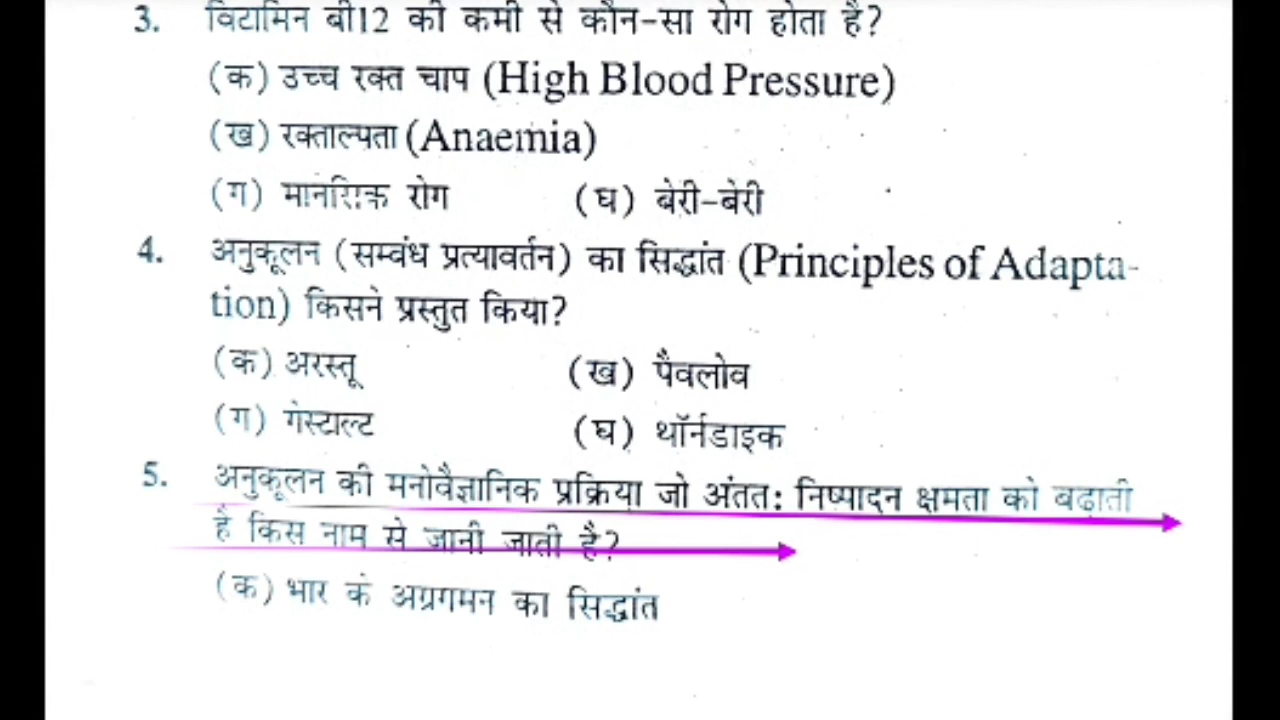 3. विटामिन बी12 की कमी से कौन-सा रोग होता है?
(क) उच्च रक्त चाप (High Blood Pressure)
(ख) रक्ताल्पता (Anaemia)
(ग) मानसिक रोग (घ) बेरी-बेरी
4. अनुकूलन (सम्वंध प्रत्यावर्तन) का सिद्धांत (Principles of Adapta-
tion) किसने प्रस्तुत किया?
(क) अरस्तू (ख) पैवलोव
(ग) गेस्टाल्ट (घ) थॉर्नडाइक
5. अनुकूलन की मनोवैज्ञानिक प्रक्रिया जो अंतत: निष्पादन क्षमता को बढ़ाती
है किस नाम से जानी जाती है?
(क) भार के अग्रगमन का सिद्धांत